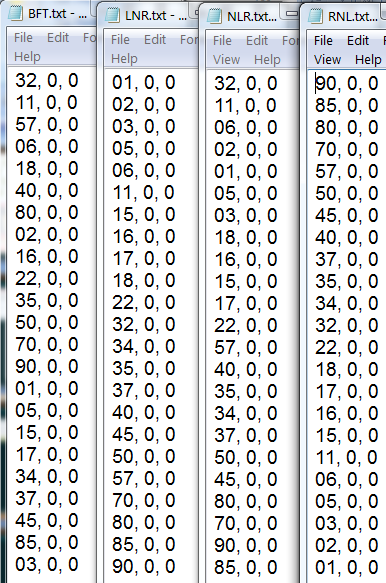 BFT.txt - ...
File Edit Fo
Help
32, 0, 0
11, 0, 0
57, 0, 0
06, 0, 0
18, 0, 0
40, 0, 0
80, 0, 0
02, 0, 0
16, 0, 0
22, 0, 0
35, 0, 0
50, 0, 0
70, 0, 0
90, 0, 0
01, 0, 0
05, 0, 0
15, 0, 0
17, 0, 0
34, 0, 0
37, 0, 0
45, 0, 0
85, 0, 0
03, 0, 0
LNR.txt - ...
File Edit Fo
Help
01, 0, 0
02, 0, 0
03, 0, 0
05, 0, 0
06, 0, 0
11, 0, 0
15, 0, 0
16, 0, 0
17, 0, 0
18, 0, 0
22, 0, 0
32, 0, 0
34, 0, 0
35, 0, 0
37, 0, 0
40, 0, 0
45, 0, 0
50, 0, 0
57, 0, 0
70, 0, 0
80, 0, 0
85, 0, 0
90, 0, 0
NLR.txt...
File Edit Fo
View Help
32, 0, 0
11, 0, 0
06, 0, 0
02, 0, 0
01, 0, 0
05, 0, 0
03, 0, 0
18, 0, 0
16, 0, 0
15, 0, 0
17, 0, 0
22, 0, 0
57, 0, 0
40, 0, 0
35, 0, 0
34, 0, 0
37, 0, 0
50, 0, 0
45, 0, 0
80, 0, 0
70, 0, 0
90, 0, 0
85, 0, 0
RNL.txt...
File Edit Fo
View Help
90, 0, 0
85, 0, 0
80, 0, 0
70, 0, 0
57, 0, 0
50, 0, 0
45, 0, 0
40, 0, 0
37, 0, 0
35, 0, 0
34, 0, 0
32, 0, 0
22, 0, 0
18, 0, 0
17, 0, 0
16, 0, 0
15, 0, 0
11, 0, 0
06, 0, 0
05, 0, 0
03, 0, 0
02, 0, 0
01, 0, 0